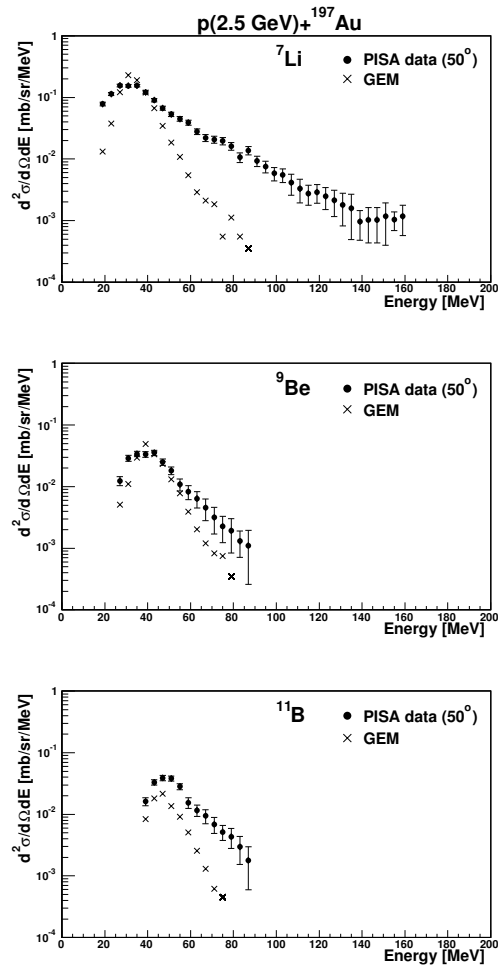 p(2.5 GeV)+¹⁹⁷Au
⁷Li
PISA data (50°)
GEM
d²σ/dΩdE [mb/sr/MeV]
1
10⁻¹
10⁻²
10⁻³
10⁻⁴
0 20 40 60 80 100 120 140 160 180 200
Energy [MeV]
⁹Be
PISA data (50°)
GEM
d²σ/dΩdE [mb/sr/MeV]
1
10⁻¹
10⁻²
10⁻³
10⁻⁴
0 20 40 60 80 100 120 140 160 180 200
Energy [MeV]
¹¹B
PISA data (50°)
GEM
d²σ/dΩdE [mb/sr/MeV]
1
10⁻¹
10⁻²
10⁻³
10⁻⁴
0 20 40 60 80 100 120 140 160 180 200
Energy [MeV]